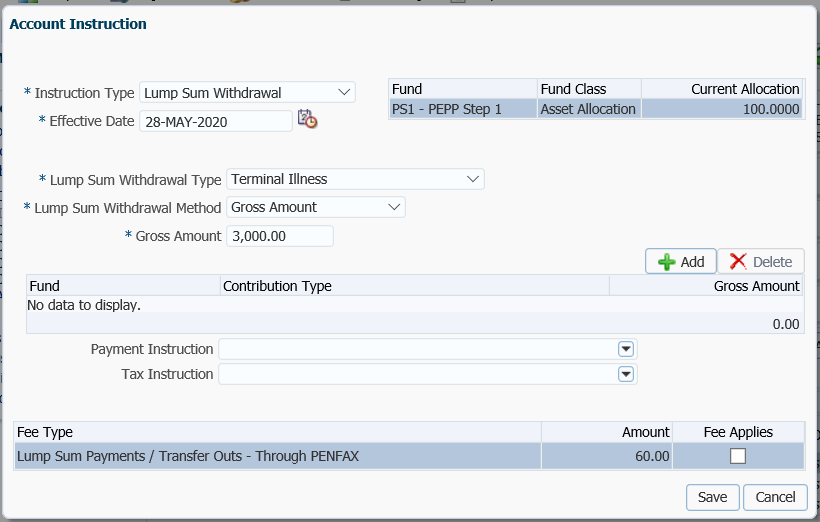 Account Instruction
* Instruction Type Lump Sum Withdrawal
* Effective Date 28-MAY-2020
Fund Fund Class Current Allocation
PS1 - PEPP Step 1 Asset Allocation 100.0000
* Lump Sum Withdrawal Type Terminal Illness
* Lump Sum Withdrawal Method Gross Amount
* Gross Amount 3,000.00
Add Delete
Fund Contribution Type Gross Amount
No data to display.
0.00
Payment Instruction
Tax Instruction
Fee Type Amount Fee Applies
Lump Sum Payments / Transfer Outs - Through PENFAX 60.00
Save Cancel